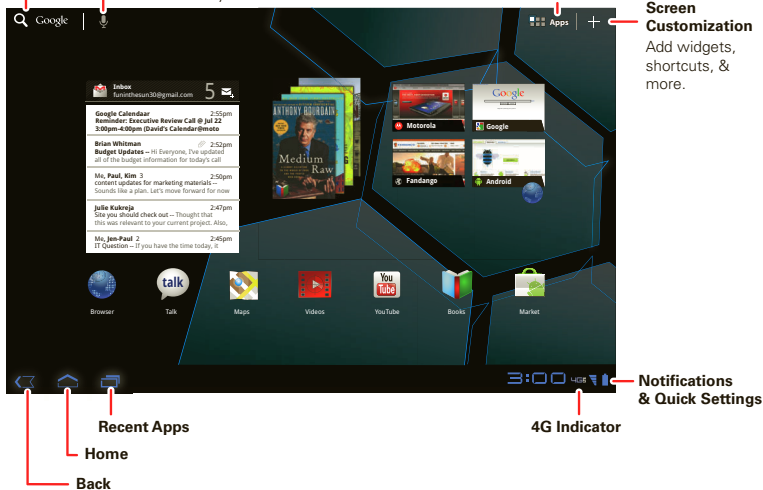 Screen
Customization
Add widgets,
shortcuts, &
more.
Google
Apps
Inbox
funinthesun30@gmail.com
5
Google Calendaar 2:55pm
Reminder: Executive Review Call @ Jul 22
3:00pm-4:00pm (David's Calendar@moto
Brian Whitman 2:52pm
Budget Updates -- Hi Everyone, I've updated
all of the budget information for today's call
Me, Paul, Kim 3 2:50pm
content updates for marketing materials --
Sounds like a plan. Let's move forward for now
Julie Kukreja 2:47pm
Site you should check out -- Thought that
this was relevant to your current project. Also,
Me, Jen-Paul 2 2:45pm
IT Question -- If you have the time today, it
ANTHONY BOURDAIN
Medium
Raw
Google
Motorola
Google
Fandango
Android
talk
You
Tube
Browser
Talk
Maps
Videos
YouTube
Books
Market
3:00
4G
Notifications
& Quick Settings
Recent Apps
4G Indicator
Home
Back